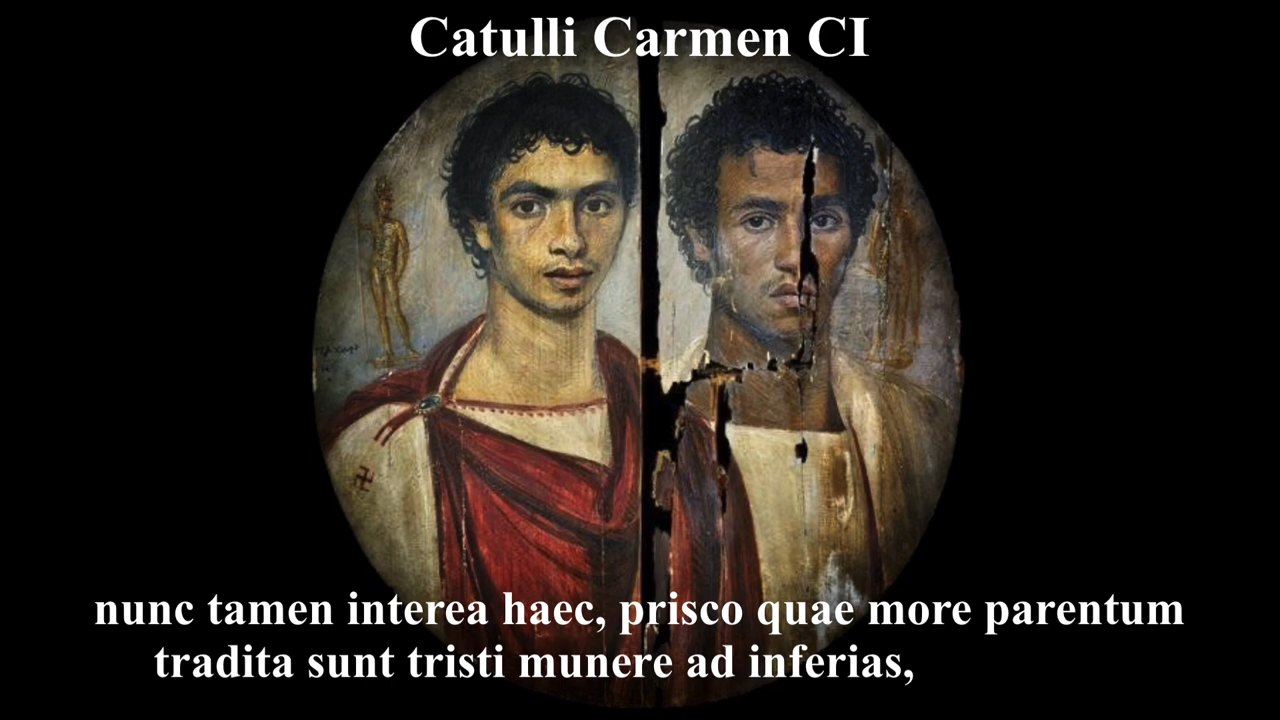 Catulli Carmen CI
nunc tamen interea haec, prisco quae more parentum
tradita sunt tristi munere ad inferias,